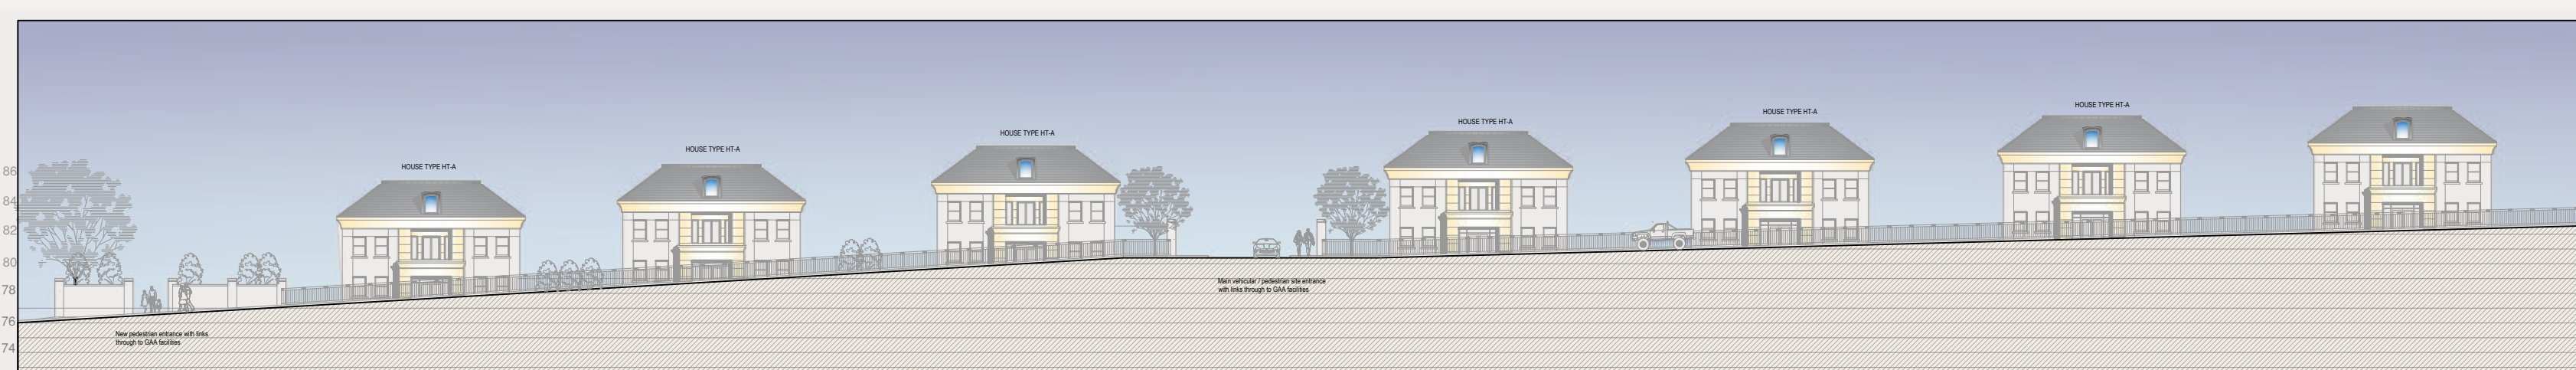 HOUSE TYPE HT-A
HOUSE TYPE HT-A
HOUSE TYPE HT-A
HOUSE TYPE HT-A
HOUSE TYPE HT-A
HOUSE TYPE HT-A
86
84
82
80
78
76
74
Main vehicular / pedestrian site entrance
with links through to GAA facilities
New pedestrian entrance with links
through to GAA facilities